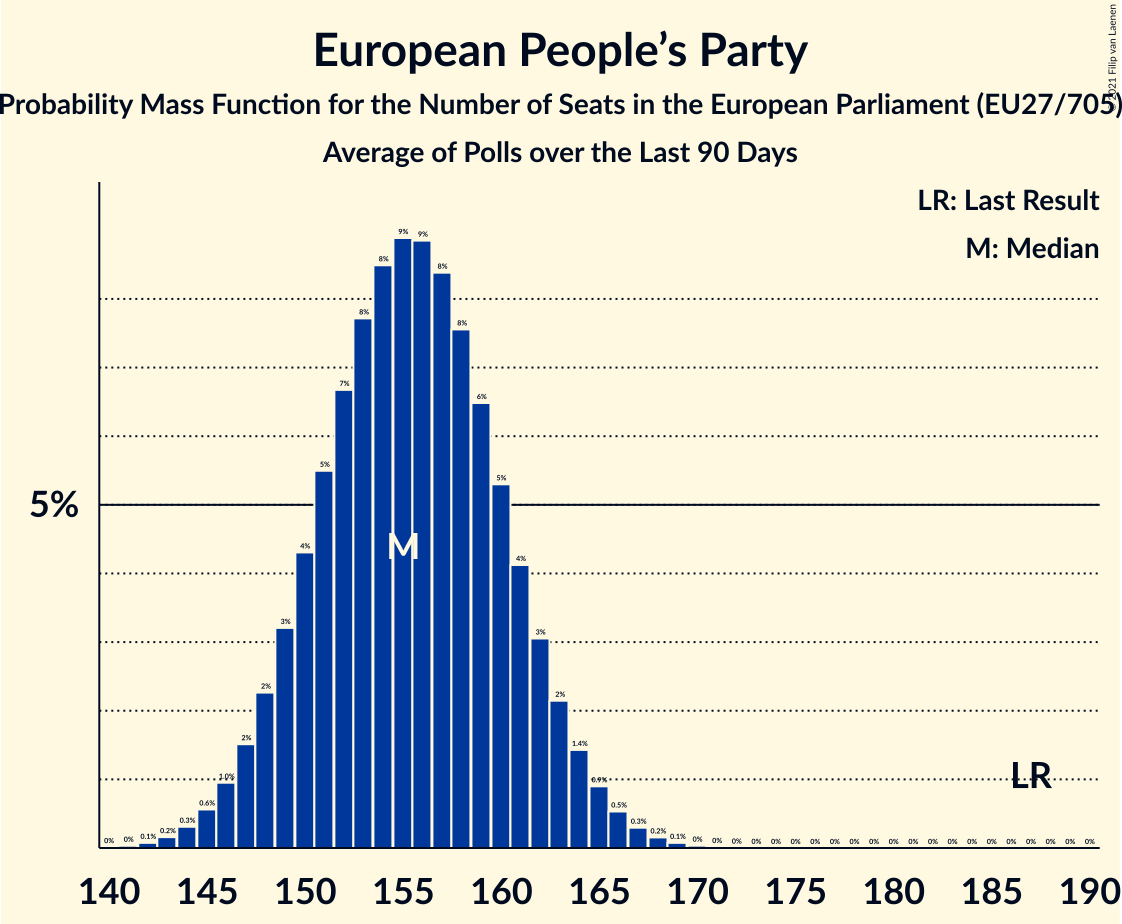 European People's Party
Probability Mass Function for the Number of Seats in the European Parliament (EU27/705)
Average of Polls over the Last 90 Days
© 2021 Filip van Laenen
LR: Last Result
M: Median
9% 9%
8% 8%
8% 8%
7%
6%
5% 5%
5%
4% 4%
M
3% 3%
2% 2%
2% 1.4%
LR
1.0% 0.9%
0.6% 0.5%
0% 0% 0.1% 0.2% 0.3% 0.3% 0.2% 0.1% 0% 0% 0% 0% 0% 0% 0% 0% 0% 0% 0% 0% 0% 0% 0% 0% 0% 0% 0% 0% 0%
140 145 150 155 160 165 170 175 180 185 190